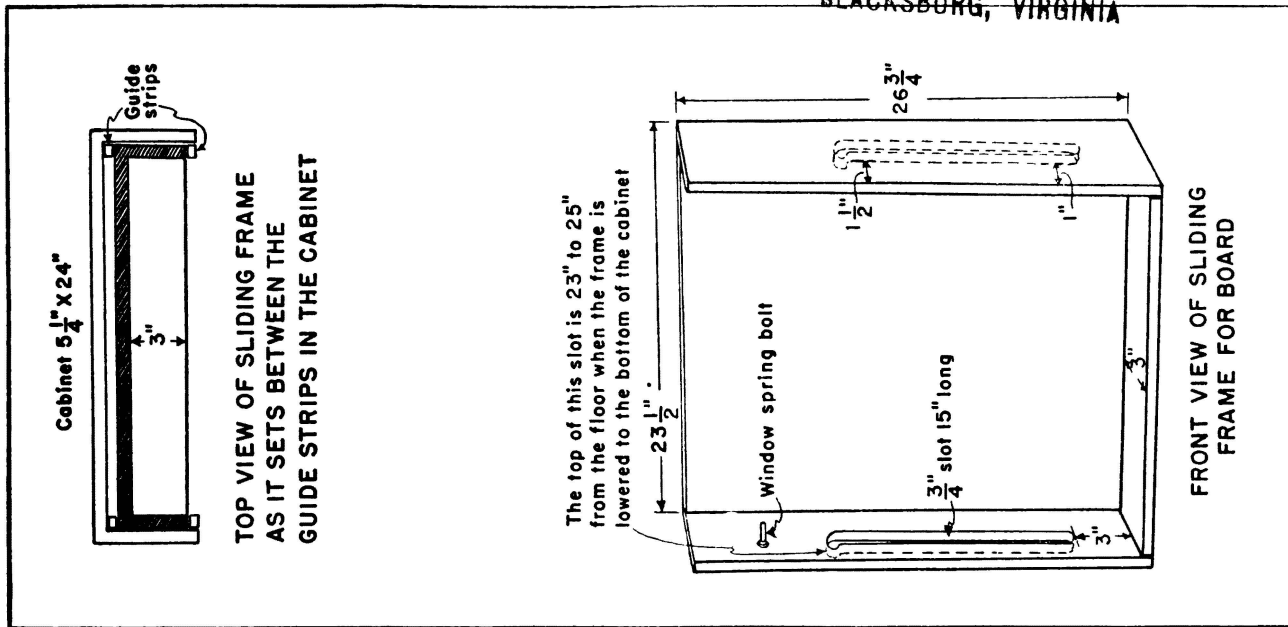 BLACKSBURG, VIRGINIA
Cabinet 5 1/4" X 24"
Guide
strips
3"
TOP VIEW OF SLIDING FRAME
AS IT SETS BETWEEN THE
GUIDE STRIPS IN THE CABINET
The top of this slot is 23" to 25"
from the floor when the frame is
lowered to the bottom of the cabinet
23 1/2"
26 3/4"
Window spring bolt
3/4" slot 15" long
1 1/2"
1"
3"
3"
3"
FRONT VIEW OF SLIDING
FRAME FOR BOARD